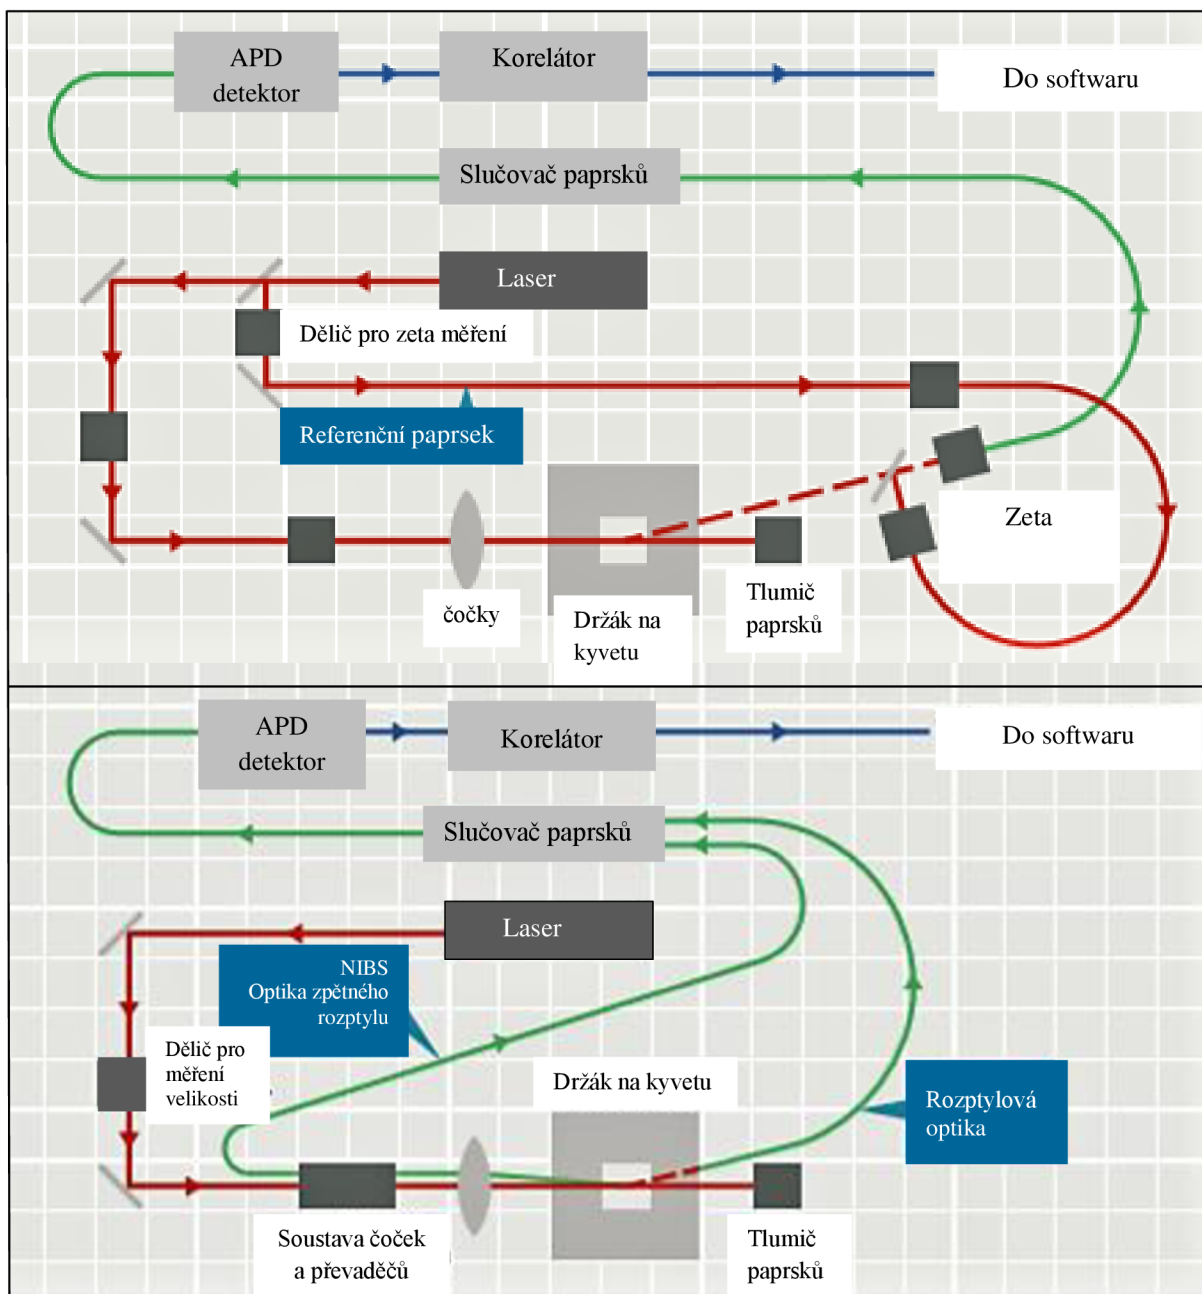 APD
detektor
Korelátor
Do softwaru
Slučovač paprsků
Laser
Dělič pro zeta měření
Referenční paprsek
Zeta
čočky
Držák na
kyvetu
Tlumič
paprsků
APD
detektor
Korelátor
Do softwaru
Slučovač paprsků
Laser
NIBS
Optika zpětného
rozptylu
Dělič pro
měření
velikosti
Držák na kyvetu
Rozptylová
optika
Soustava čoček
a převaděčů
Tlumič
paprsků